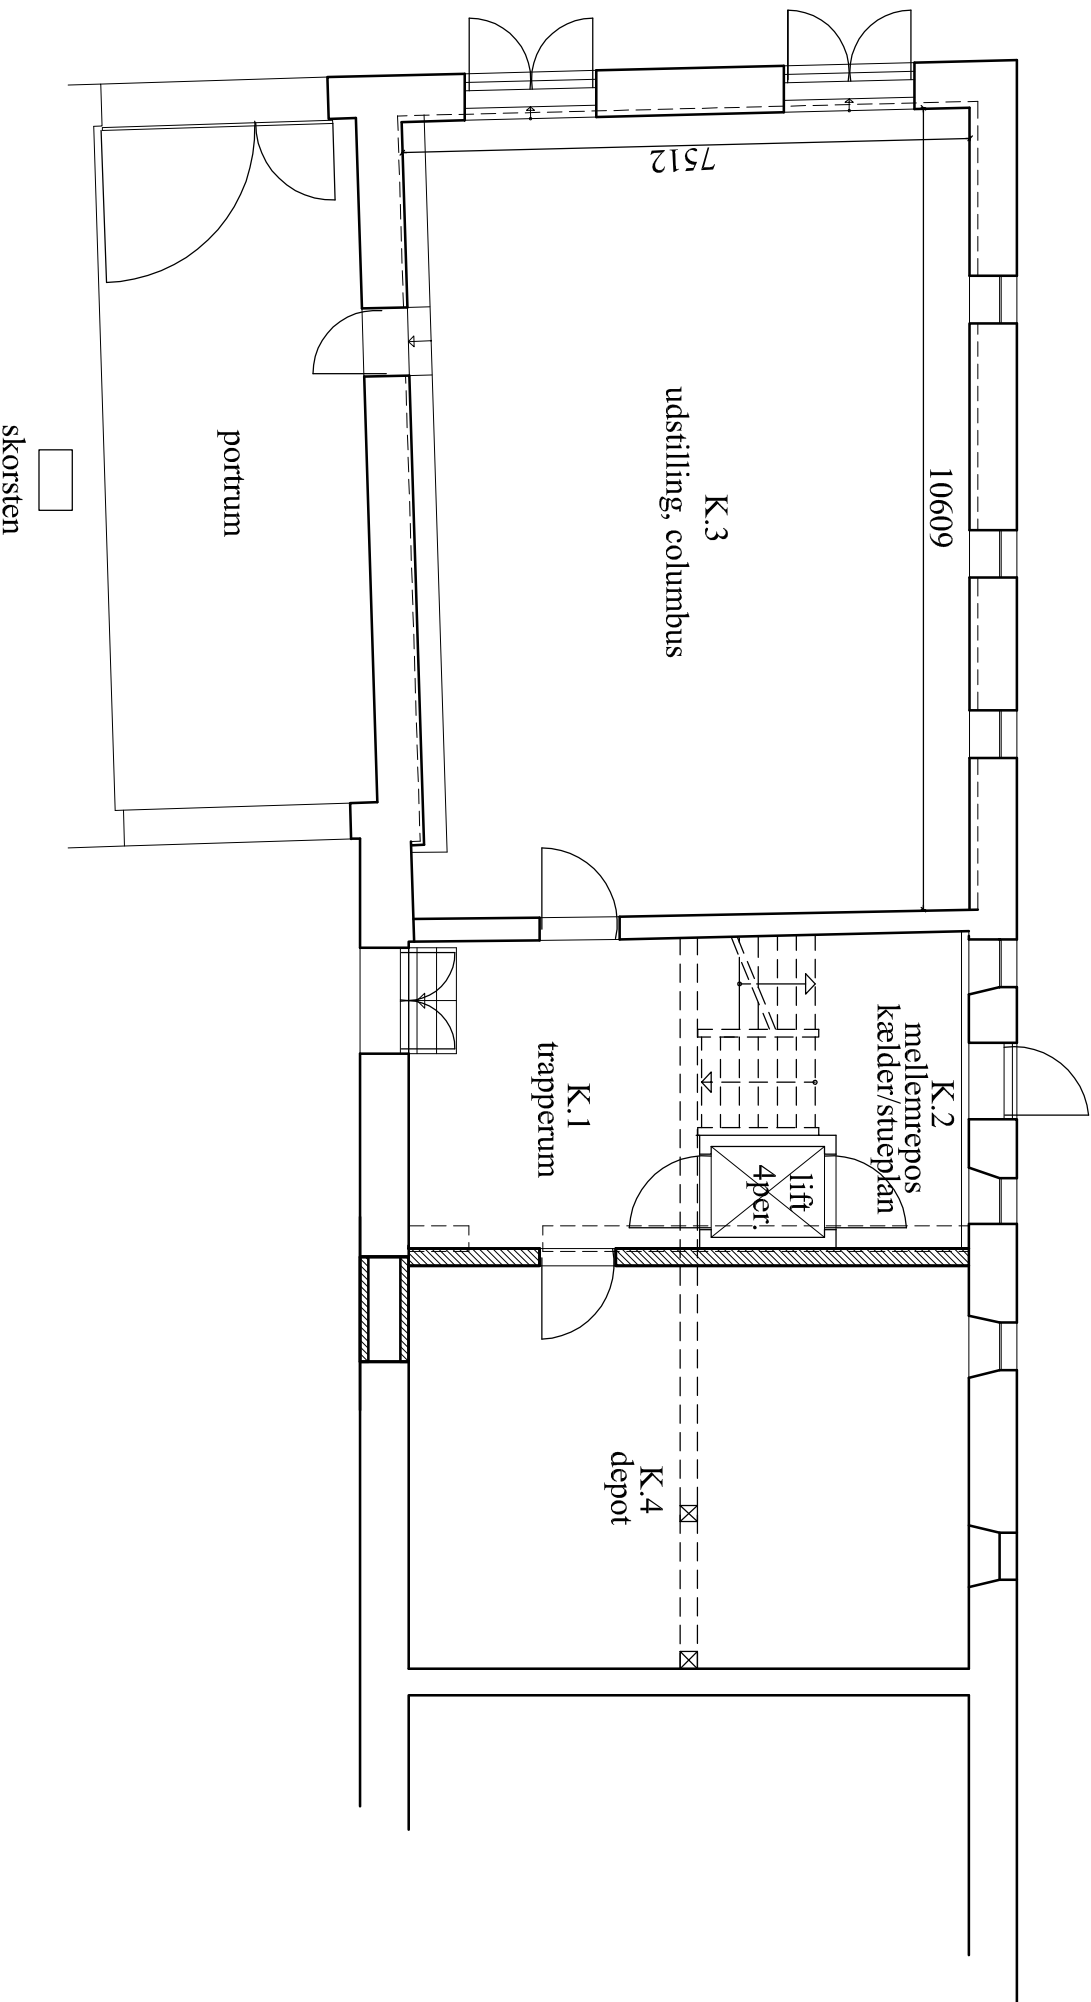 7512
10609
K.3
udstilling, columbus
portrum
skorsten
K.2
mellemrepos
kælder/stueplan
K.1
trapperum
lift
4per.
K.4
depot